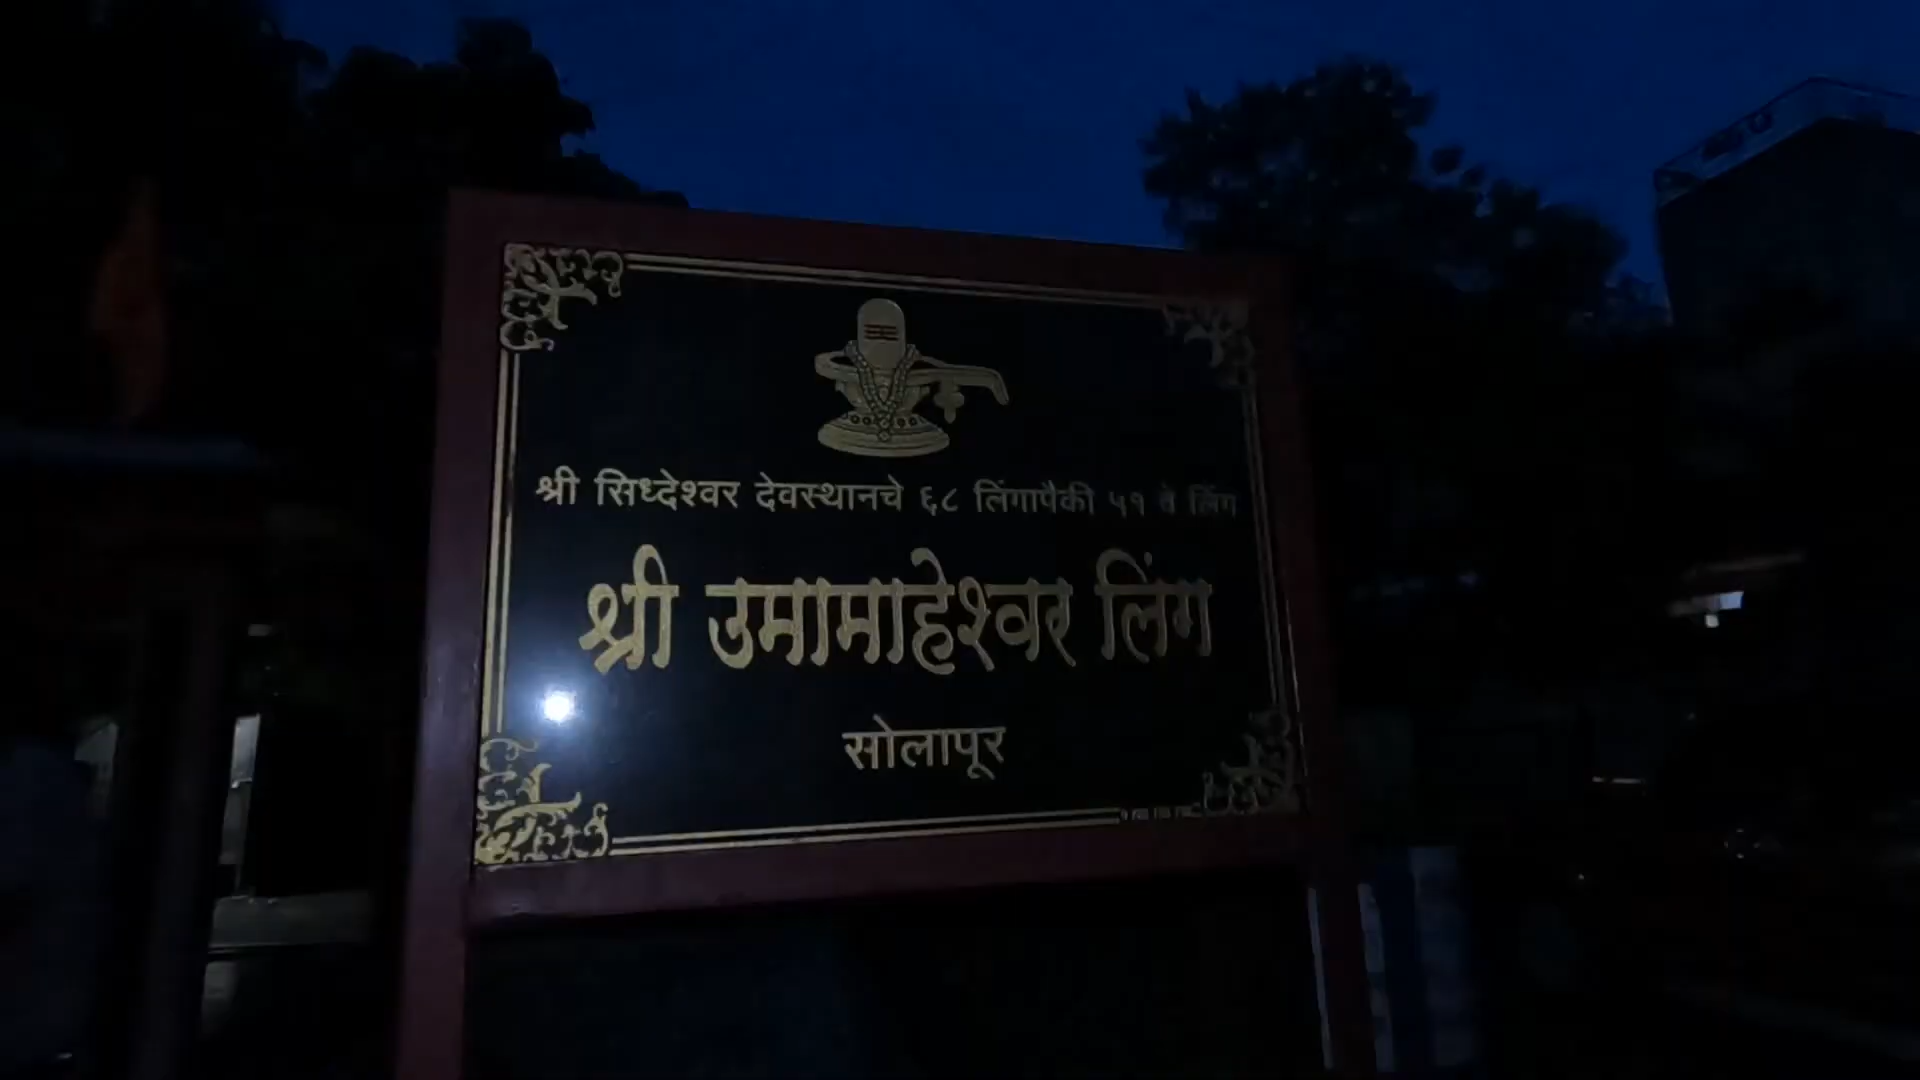 श्री सिध्देश्वर देवस्थानचे ६८ लिंगापैकी ५१ वे लिंग
श्री उमामाहेश्वर लिंग
सोलापूर